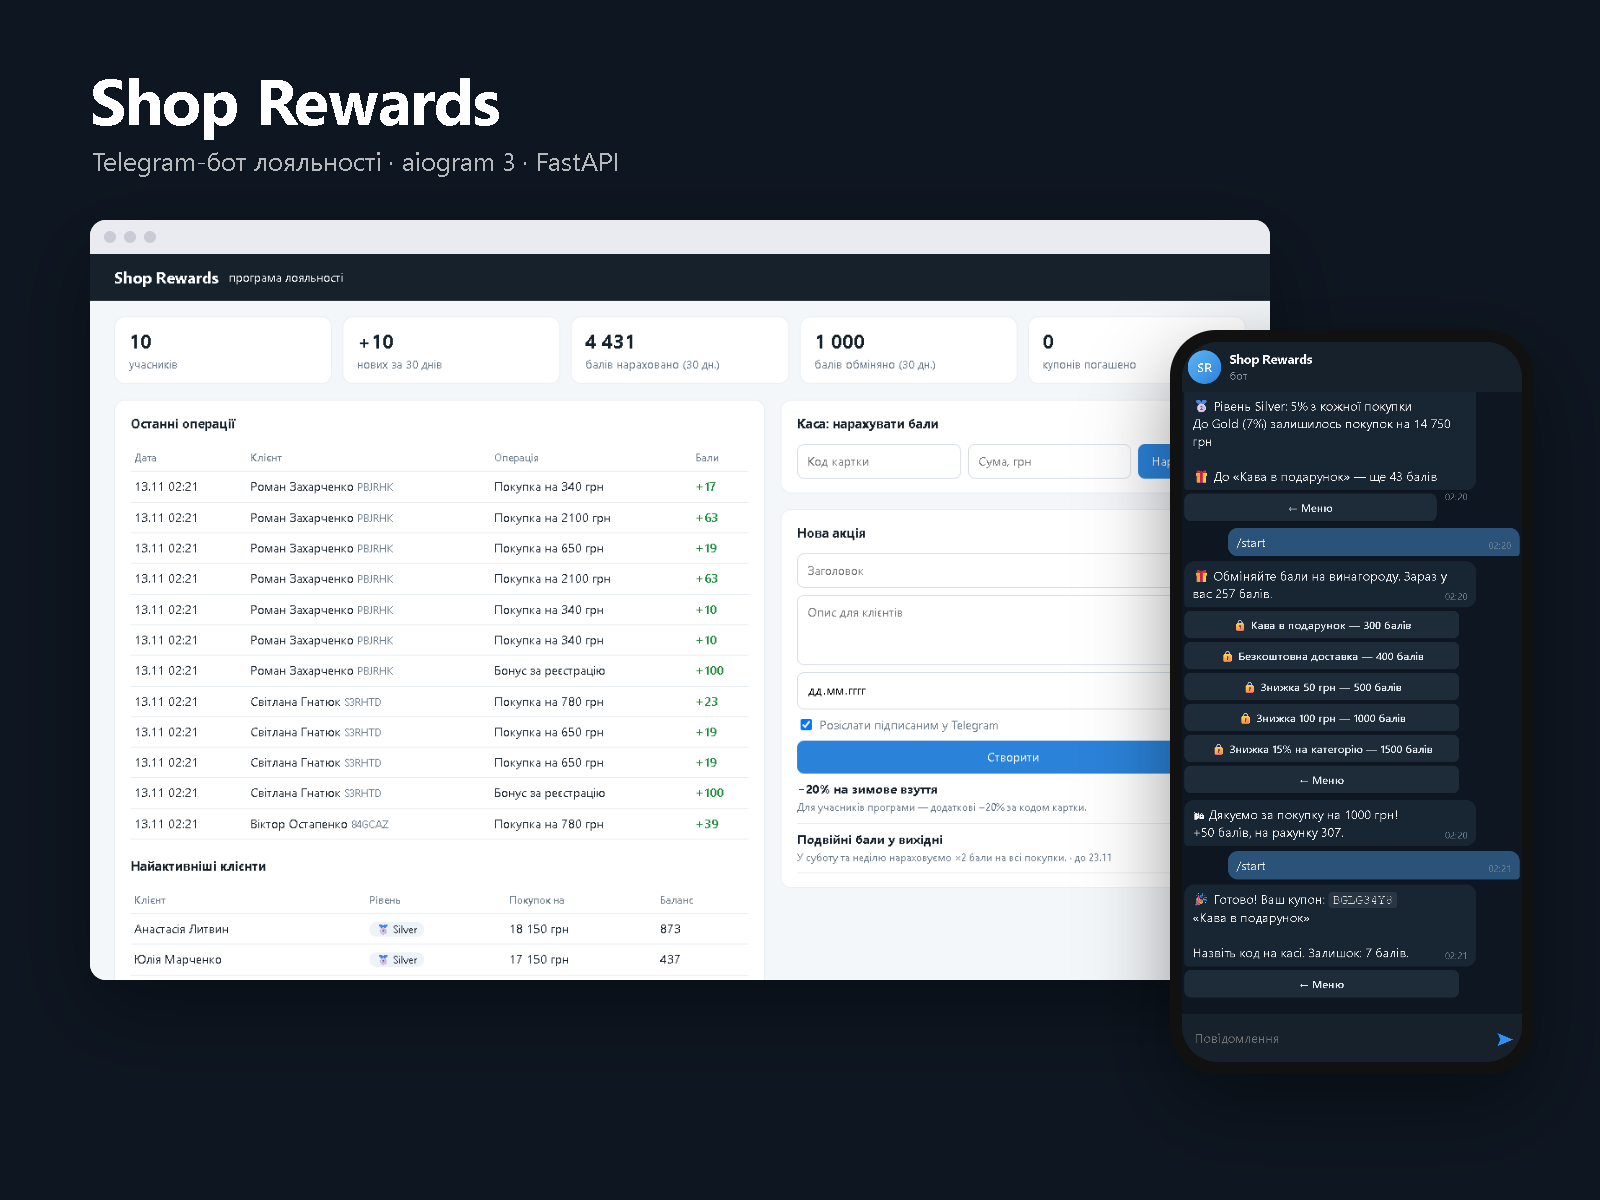 Shop Rewards
Telegram-бот лояльності · aiogram 3 · FastAPI
Shop Rewards програма лояльності
10
учасників
+10
нових за 30 днів
4 431
балів нараховано (30 дн.)
1 000
балів обміняно (30 дн.)
0
купонів погашено
Останні операції
Дата Клієнт Операція Бали
13.11 02:21 Роман Захарченко PBJRHK Покупка на 340 грн +17
13.11 02:21 Роман Захарченко PBJRHK Покупка на 2100 грн +63
13.11 02:21 Роман Захарченко PBJRHK Покупка на 650 грн +19
13.11 02:21 Роман Захарченко PBJRHK Покупка на 2100 грн +63
13.11 02:21 Роман Захарченко PBJRHK Покупка на 340 грн +10
13.11 02:21 Роман Захарченко PBJRHK Покупка на 340 грн +10
13.11 02:21 Роман Захарченко PBJRHK Бонус за реєстрацію +100
13.11 02:21 Світлана Гнатюк S3RHTD Покупка на 780 грн +23
13.11 02:21 Світлана Гнатюк S3RHTD Покупка на 650 грн +19
13.11 02:21 Світлана Гнатюк S3RHTD Покупка на 650 грн +19
13.11 02:21 Світлана Гнатюк S3RHTD Бонус за реєстрацію +100
13.11 02:21 Віктор Остапенко 84GCAZ Покупка на 780 грн +39
Найактивніші клієнти
Клієнт Рівень Покупок на Баланс
Анастасія Литвин 🥈 Silver 18 150 грн 873
Юлія Марченко 🥈 Silver 17 150 грн 437
Каса: нарахувати бали
Код картки Сума, грн Нар
Нова акція
Заголовок
Опис для клієнтів
дд.мм.гггг
Розіслати підписаним у Telegram
Створити
−20% на зимове взуття
Для учасників програми — додаткові −20% за кодом картки.
Подвійні бали у вихідні
У суботу та неділю нараховуємо ×2 бали на всі покупки. · до 23.11
SR
Shop Rewards
бот
🥈 Рівень Silver: 5% з кожної покупки
До Gold (7%) залишилось покупок на 14 750
грн
🎁 До «Кава в подарунок» — ще 43 балів
02:20
← Меню
/start 02:20
🎁 Обміняйте бали на винагороду. Зараз у
вас 257 балів. 02:20
🔒 Кава в подарунок — 300 балів
🔒 Безкоштовна доставка — 400 балів
🔒 Знижка 50 грн — 500 балів
🔒 Знижка 100 грн — 1000 балів
🔒 Знижка 15% на категорію — 1500 балів
← Меню
Дякуємо за покупку на 1000 грн!
+50 балів, на рахунку 307. 02:20
/start 02:21
🎉 Готово! Ваш купон:
«Кава в подарунок»
Назвіть код на касі. Залишок: 7 балів. 02:21
← Меню
Повідомлення